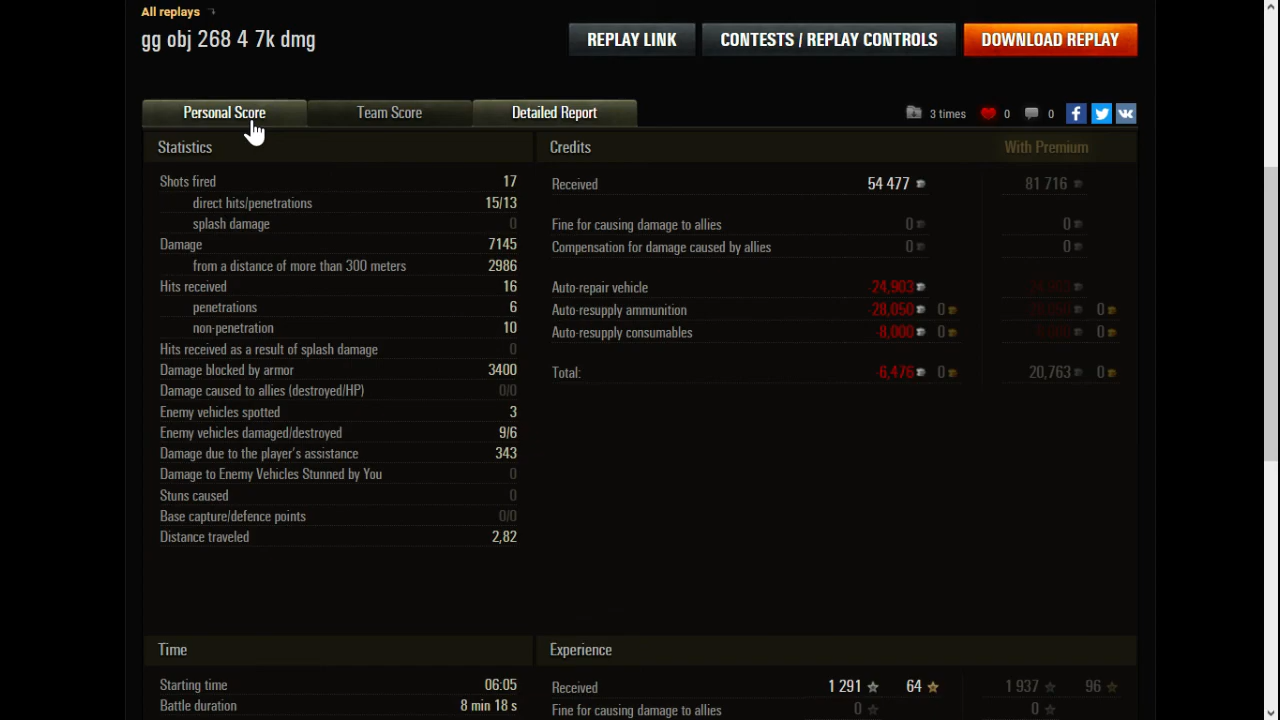 All replays
gg obj 268 4 7k dmg
REPLAY LINK
CONTESTS / REPLAY CONTROLS
DOWNLOAD REPLAY
Personal Score
Team Score
Detailed Report
3 times
0
0
Statistics
Shots fired 17
direct hits/penetrations 15/13
splash damage 0
Damage 7145
from a distance of more than 300 meters 2986
Hits received 16
penetrations 6
non-penetration 10
Hits received as a result of splash damage 0
Damage blocked by armor 3400
Damage caused to allies (destroyed/HP) 0/0
Enemy vehicles spotted 3
Enemy vehicles damaged/destroyed 9/6
Damage due to the player's assistance 343
Damage to Enemy Vehicles Stunned by You 0
Stuns caused 0
Base capture/defence points 0/0
Distance traveled 2,82
Credits With Premium
Received 54 477 81 716
Fine for causing damage to allies 0 0
Compensation for damage caused by allies 0 0
Auto-repair vehicle -24,903 -24,903
Auto-resupply ammunition -28,050 0 -28,050 0
Auto-resupply consumables -8,000 0 -8,000 0
Total: -6,476 0 20,763 0
Time
Starting time 06:05
Battle duration 8 min 18 s
Experience
Received 1 291 64 1 937 96
Fine for causing damage to allies 0 0